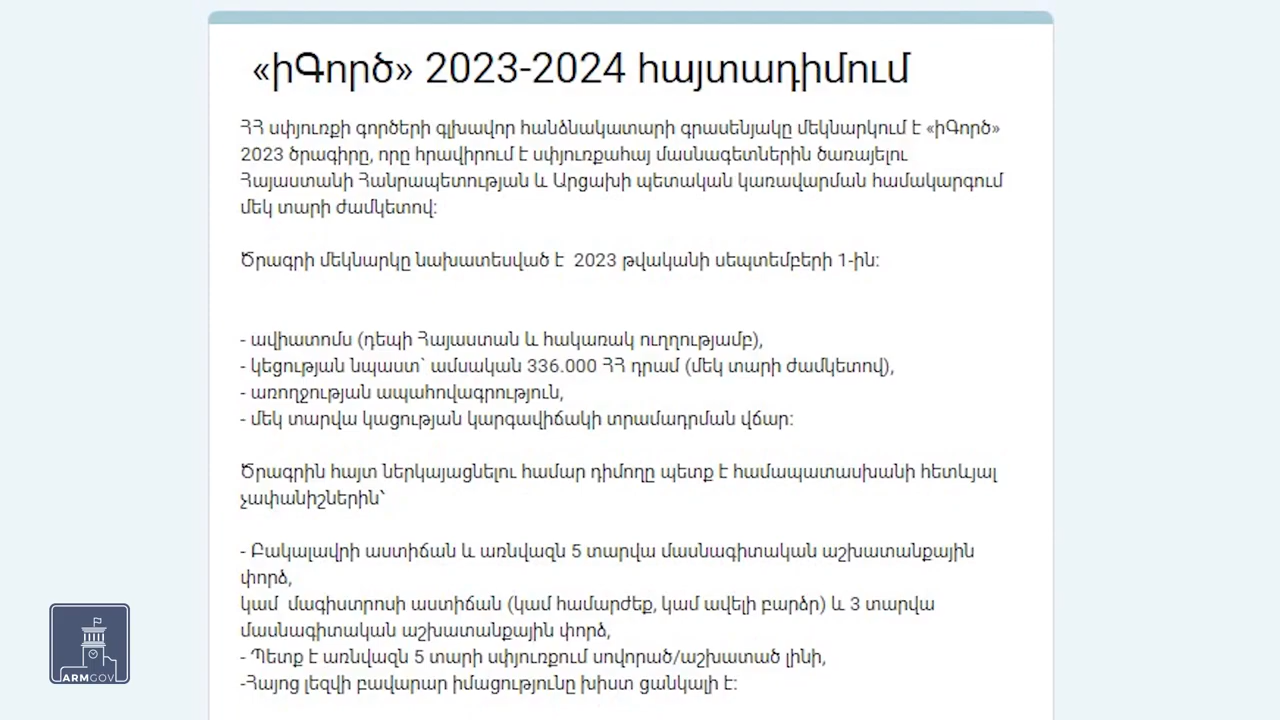 «իԳործ» 2023-2024 հայտադիմում
ՀՀ սփյուռքի գործերի գլխավոր հանձնակատարի գրասենյակը մեկնարկում է «իԳործ»
2023 ծրագիրը, որը հրավիրում է սփյուռքահայ մասնագետներին ծառայելու
Հայաստանի Հանրապետության և Արցախի պետական կառավարման համակարգում
մեկ տարի ժամկետով:
Ծրագրի մեկնարկը նախատեսված է  2023 թվականի սեպտեմբերի 1-ին:
- ավիատոմս (դեպի Հայաստան և հակառակ ուղղությամբ),
- կեցության նպաստ` ամսական 336.000 ՀՀ դրամ (մեկ տարի ժամկետով),
- առողջության ապահովագրություն,
- մեկ տարվա կացության կարգավիճակի տրամադրման վճար:
Ծրագրին հայտ ներկայացնելու համար դիմողը պետք է համապատասխանի հետևյալ
չափանիշներին՝
- Բակալավրի աստիճան և առնվազն 5 տարվա մասնագիտական աշխատանքային
փորձ,
կամ  մագիստրոսի աստիճան (կամ համարժեք, կամ ավելի բարձր) և 3 տարվա
մասնագիտական աշխատանքային փորձ,
- Պետք է առնվազն 5 տարի սփյուռքում սովորած/աշխատած լինի,
-Հայոց լեզվի բավարար իմացությունը խիստ ցանկալի է:
ARMGOV